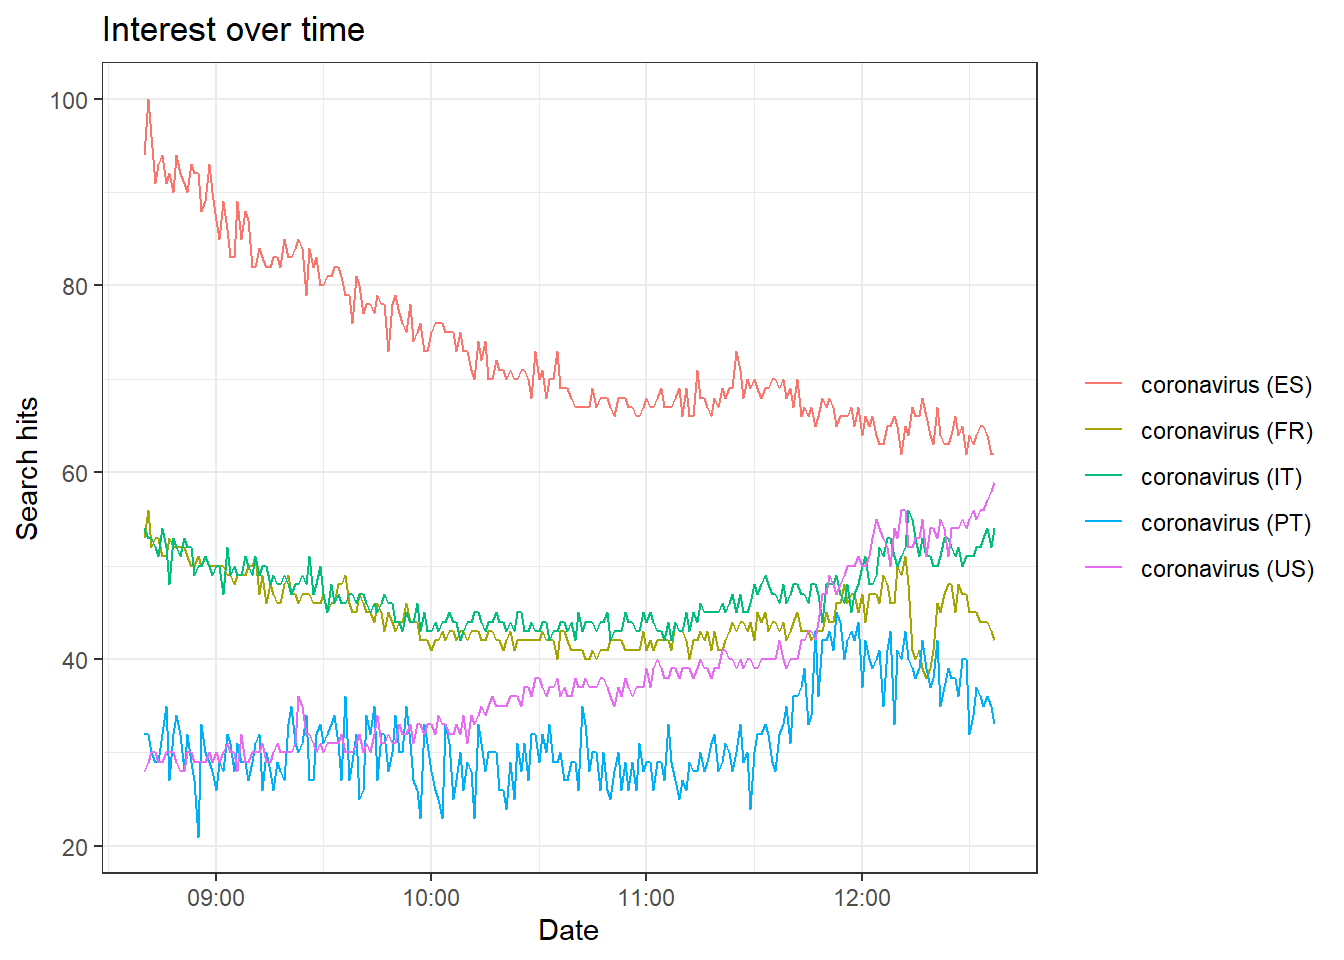 Interest over time
100
80
60
40
20
Search hits
09:00
10:00
11:00
12:00
Date
coronavirus (ES)
coronavirus (FR)
coronavirus (IT)
coronavirus (PT)
coronavirus (US)